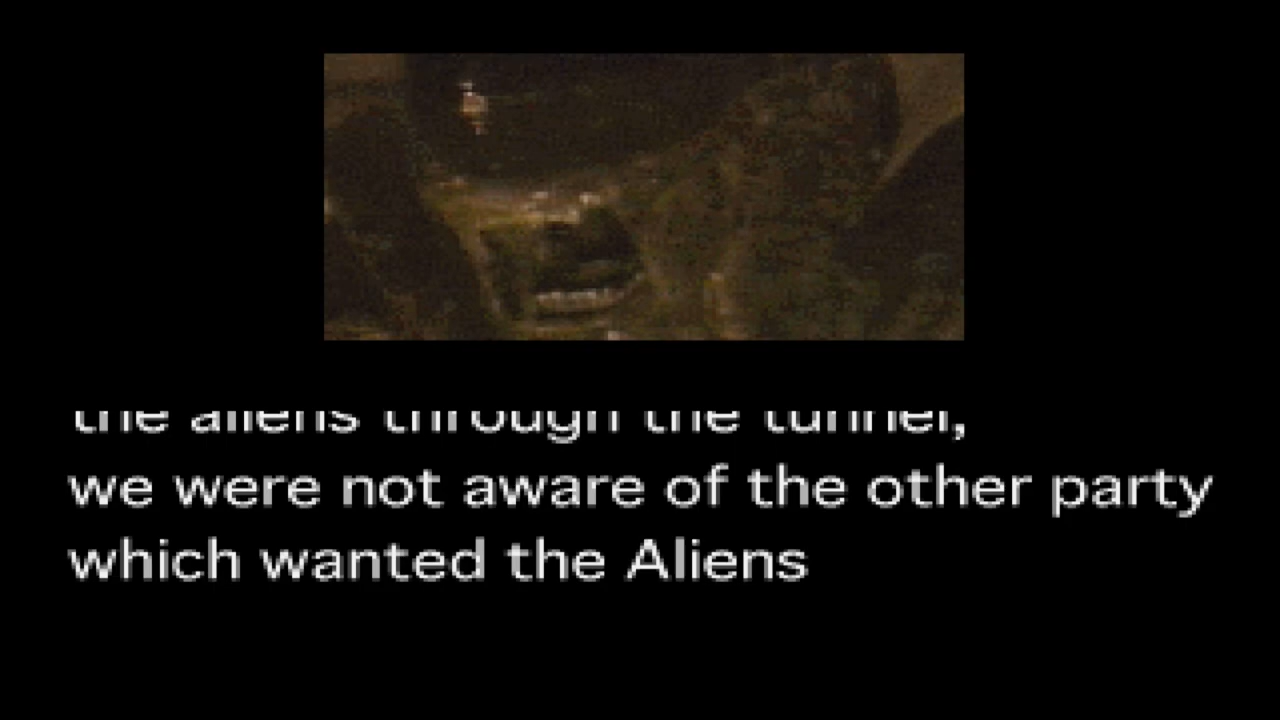 the aliens through the tunnel,
we were not aware of the other party
which wanted the Aliens